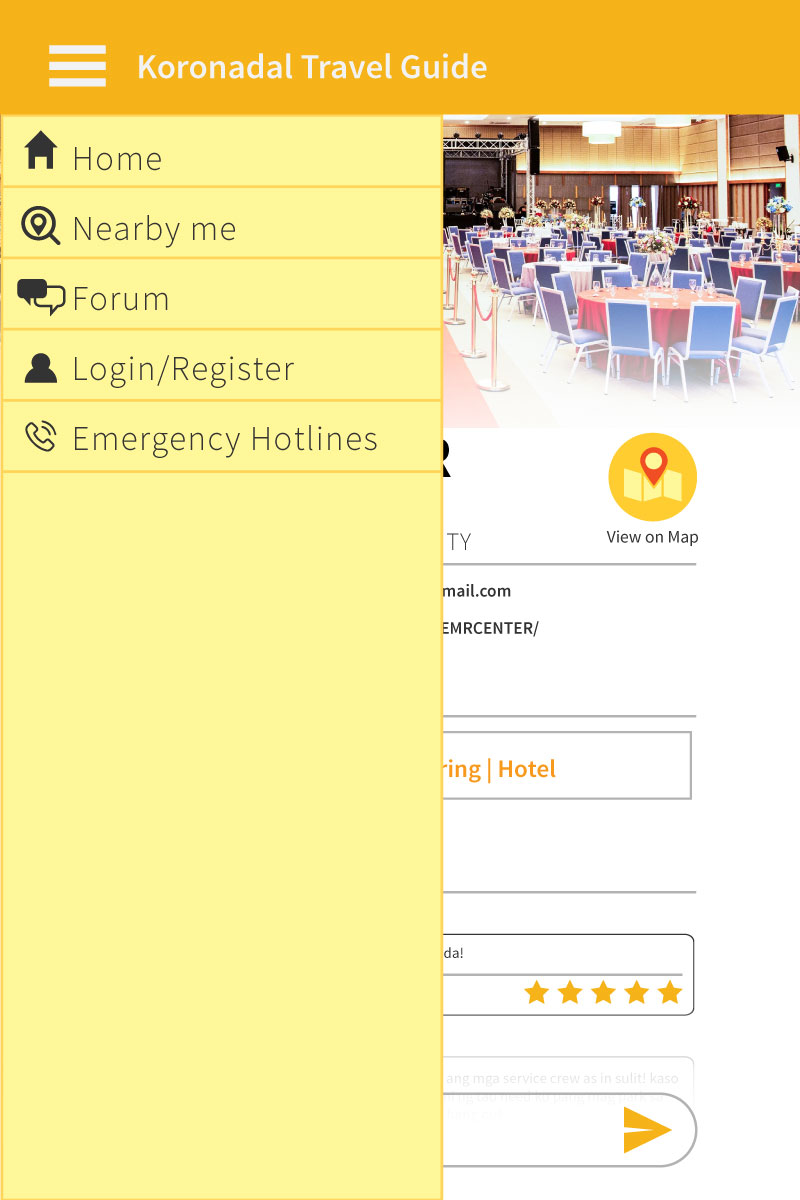 Koronadal Travel Guide
Home
Nearby me
Forum
Login/Register
Emergency Hotlines
R
TY
View on Map
mail.com
EMRCENTER/
ring | Hotel
da!
ang mga service crew as in sulit! kaso